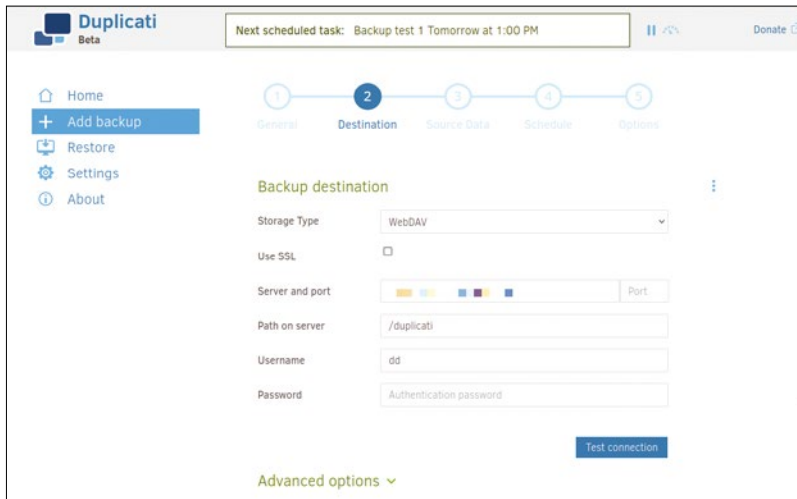 Duplicati
Beta
Next scheduled task: Backup test 1 Tomorrow at 1:00 PM
Donate
Home
Add backup
Restore
Settings
About
1 2 3 4 5
General Destination Source Data Schedule Options
Backup destination
Storage Type WebDAV
Use SSL
Server and port Port
Path on server /duplicati
Username dd
Password Authentication password
Test connection
Advanced options